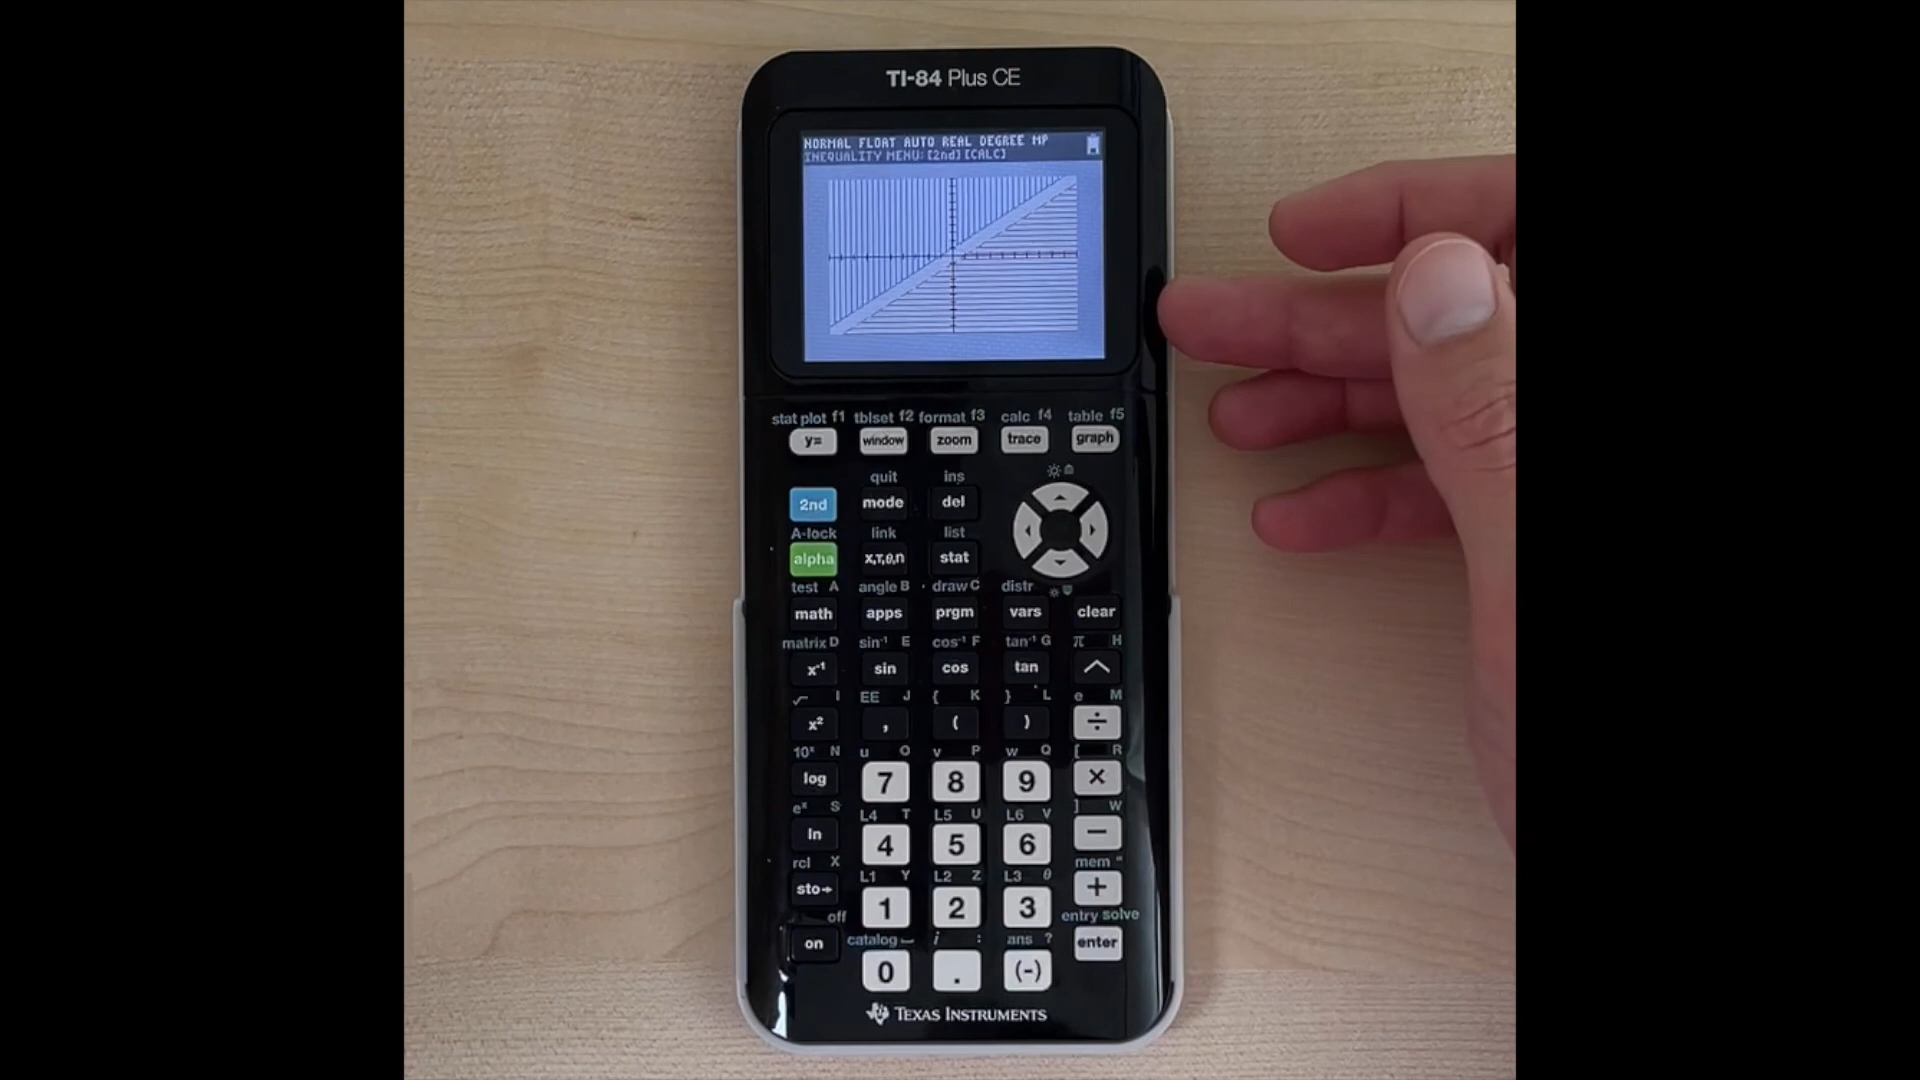 TI-84 Plus CE
NORMAL FLOAT AUTO REAL DEGREE MP
INEQUALITY MENU:[2nd][CALC]
stat plot f1 tblset f2 format f3 calc f4 table f5
y= window zoom trace graph
quit ins
2nd mode del
A-lock link list
alpha x,T,θ,n stat
test A angle B draw C distr
math apps prgm vars clear
matrix D sin⁻¹ E cos⁻¹ F tan⁻¹ G π H
x⁻¹ sin cos tan ^
√ I EE J { K } L e M
x² , ( ) ÷
10ˣ N u O v P w Q [ R
log 7 8 9 ×
eˣ S L4 T L5 U L6 V ] W
ln 4 5 6 −
rcl X L1 Y L2 Z L3 θ mem "
sto→ 1 2 3 +
off catalog i : ans ? entry solve
on 0 . (-) enter
TEXAS INSTRUMENTS